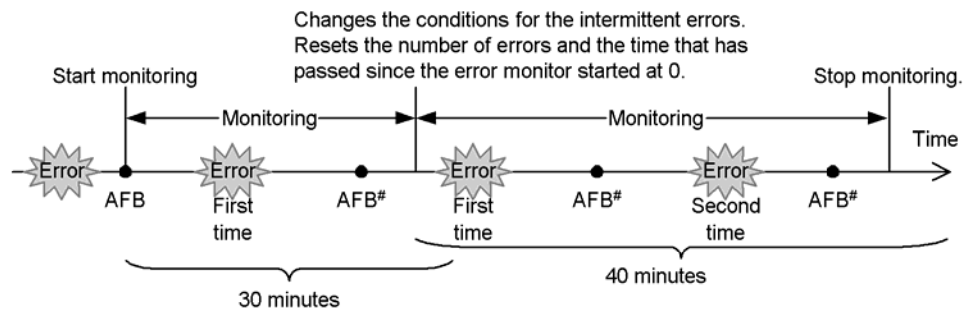 Changes the conditions for the intermittent errors.
Resets the number of errors and the time that has
passed since the error monitor started at 0.
Start monitoring
Stop monitoring.
Monitoring
Monitoring
Time
Error
Error
Error
Error
AFB
First
time
AFB#
First
time
AFB#
Second
time
AFB#
30 minutes
40 minutes